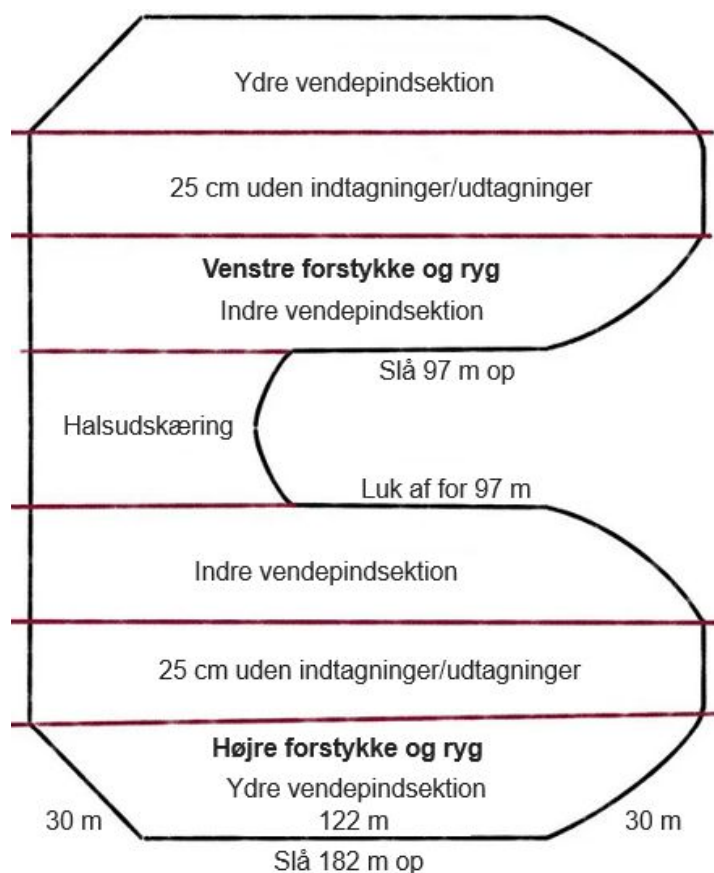 Ydre vendepindsektion
25 cm uden indtagninger/udtagninger
Venstre forstykke og ryg
Indre vendepindsektion
Slå 97 m op
Halsudskæring
Luk af for 97 m
Indre vendepindsektion
25 cm uden indtagninger/udtagninger
Højre forstykke og ryg
Ydre vendepindsektion
30 m 122 m 30 m
Slå 182 m op